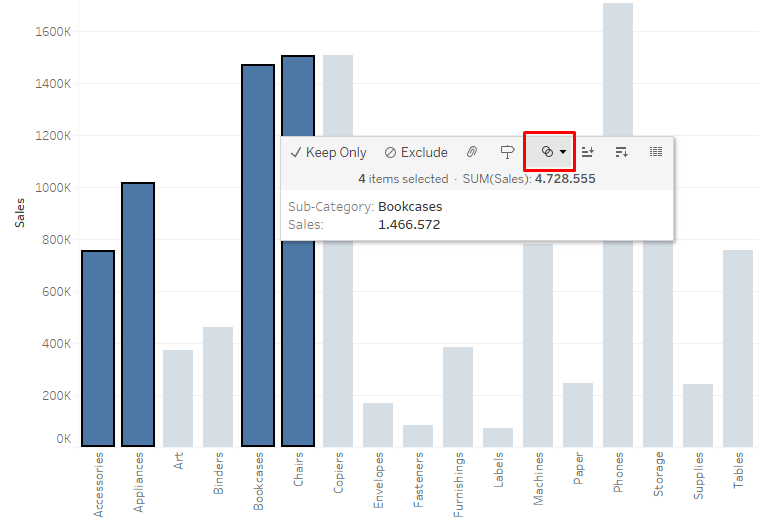 1600K
1400K
1200K
1000K
800K
600K
400K
200K
0K
Sales
Keep Only Exclude
4 items selected · SUM(Sales): 4.728.555
Sub-Category: Bookcases
Sales: 1.466.572
Accessories
Appliances
Art
Binders
Bookcases
Chairs
Copiers
Envelopes
Fasteners
Furnishings
Labels
Machines
Paper
Phones
Storage
Supplies
Tables